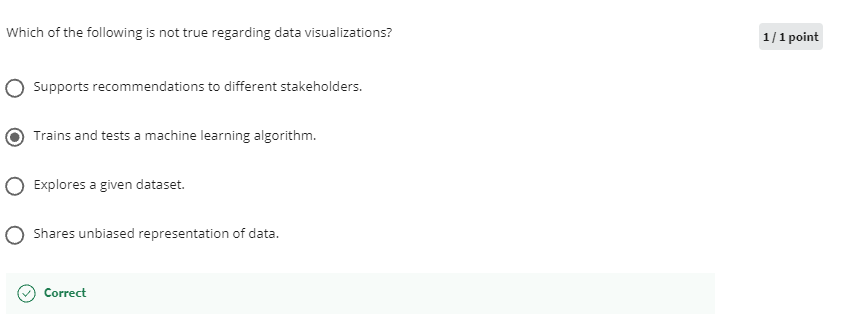 Which of the following is not true regarding data visualizations?
1 / 1 point
Supports recommendations to different stakeholders.
Trains and tests a machine learning algorithm.
Explores a given dataset.
Shares unbiased representation of data.
Correct